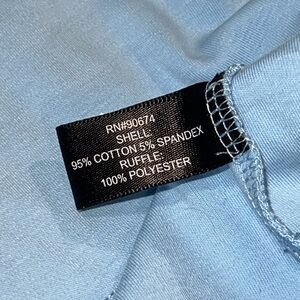 RN#90674
SHELL:
95% COTTON 5% SPANDEX
RUFFLE:
100% POLYESTER